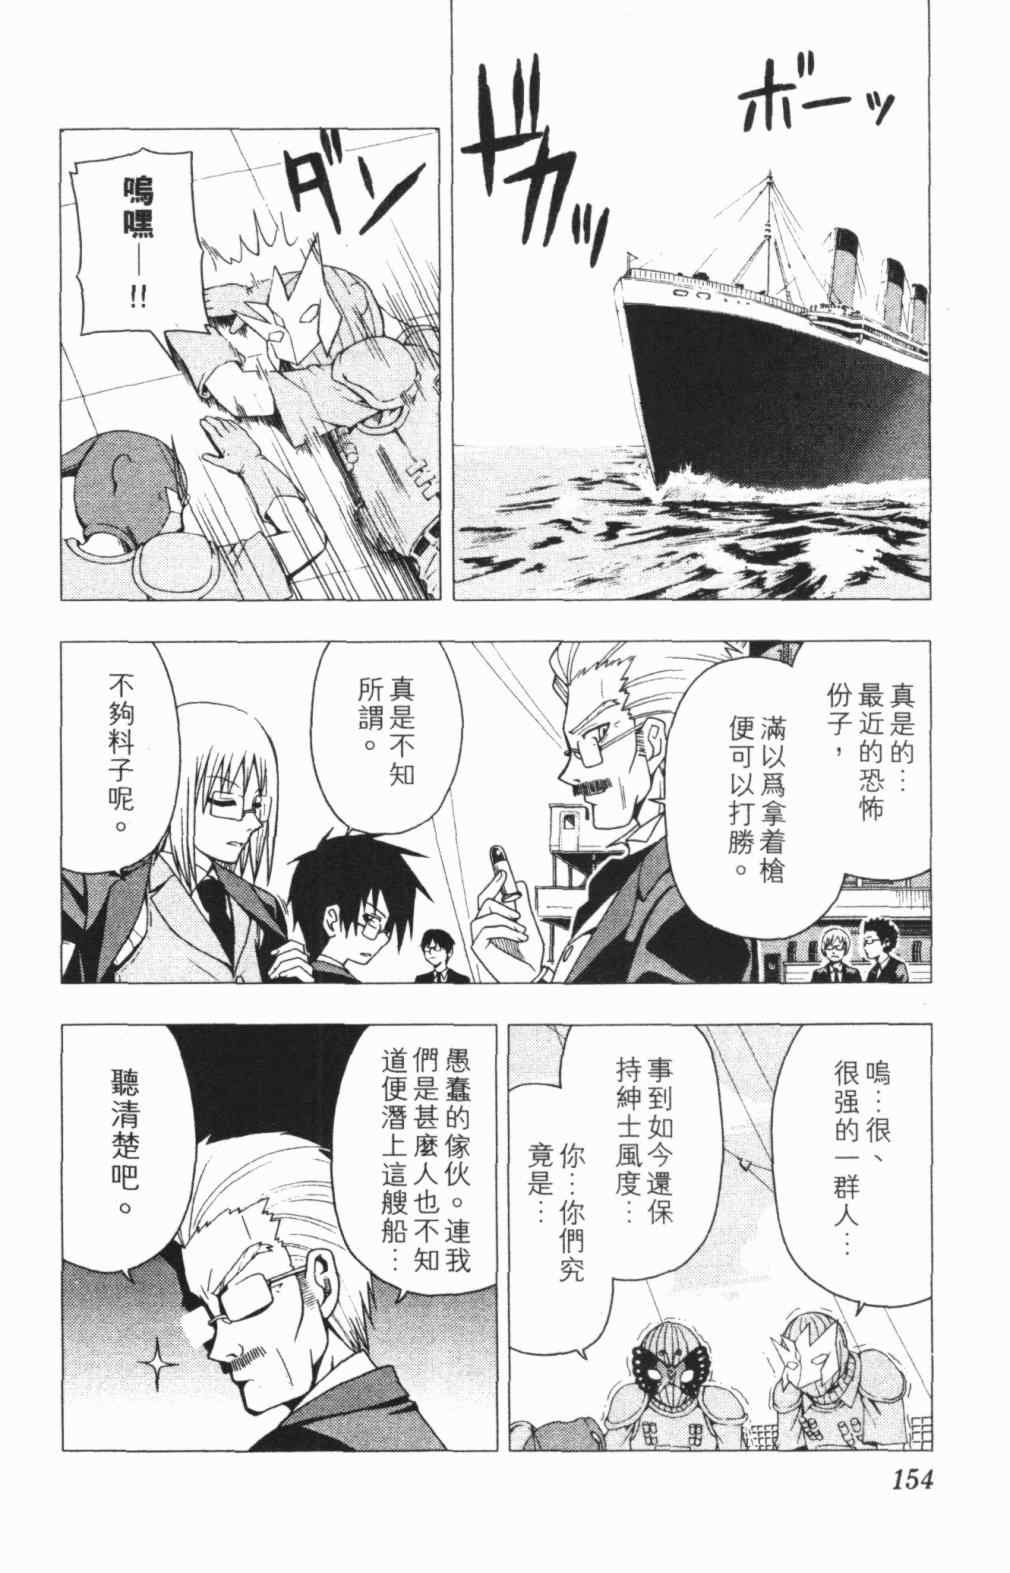 ボーッ
ドカッ
ダン
嗚嘿—!!
真是的…
最近的恐怖
份子，
滿以爲拿着槍
便可以打勝。
真是不知
所謂。
不夠料子呢。
嗚…很、
很强的一群人…
事到如今還保
持紳士風度…
你…你們究
竟是…
愚蠢的傢伙。連我
們是甚麼人也不知
道便潛上這艘船…
聽清楚吧。
154